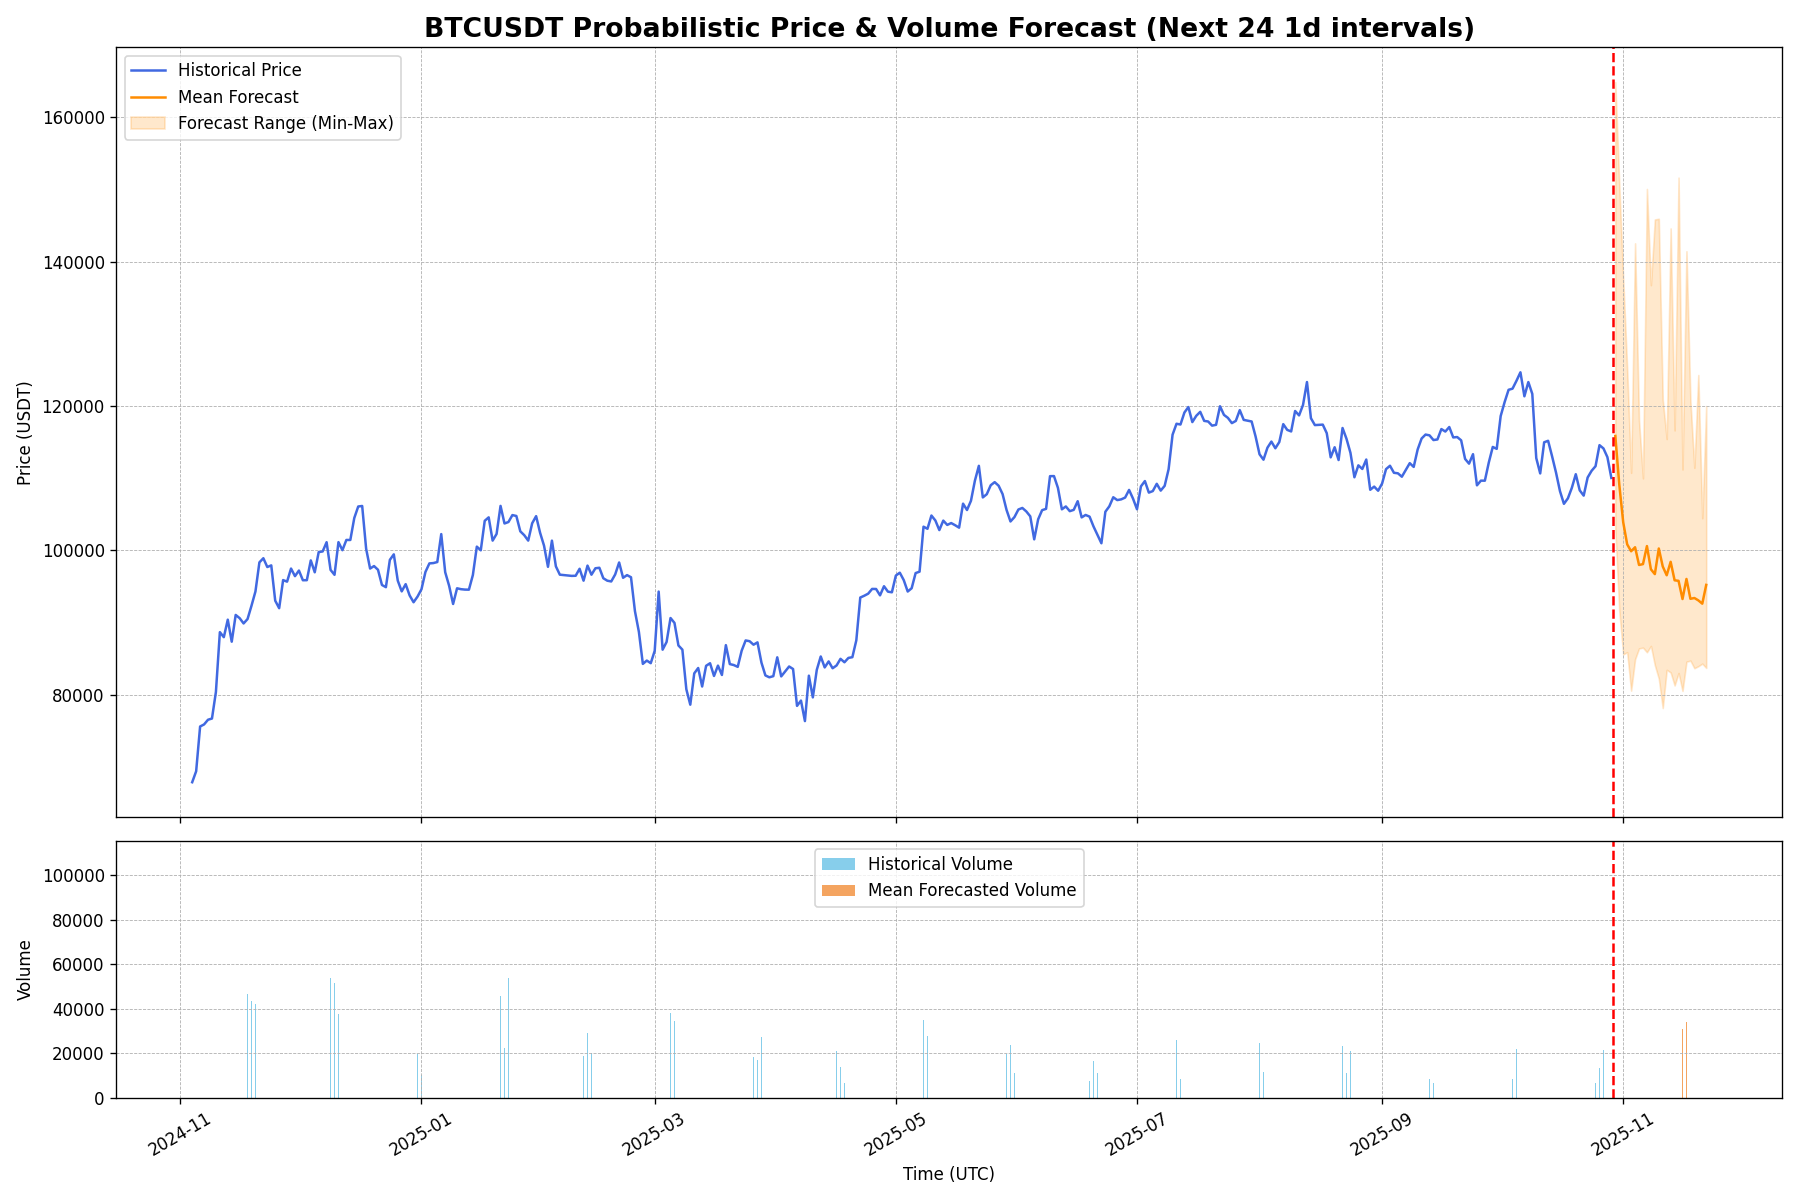 BTCUSDT Probabilistic Price & Volume Forecast (Next 24 1d intervals)
Historical Price
Mean Forecast
Forecast Range (Min-Max)
Price (USDT)
160000
140000
120000
100000
80000
Historical Volume
Mean Forecasted Volume
Volume
100000
80000
60000
40000
20000
0
2024-11
2025-01
2025-03
2025-05
2025-07
2025-09
2025-11
Time (UTC)